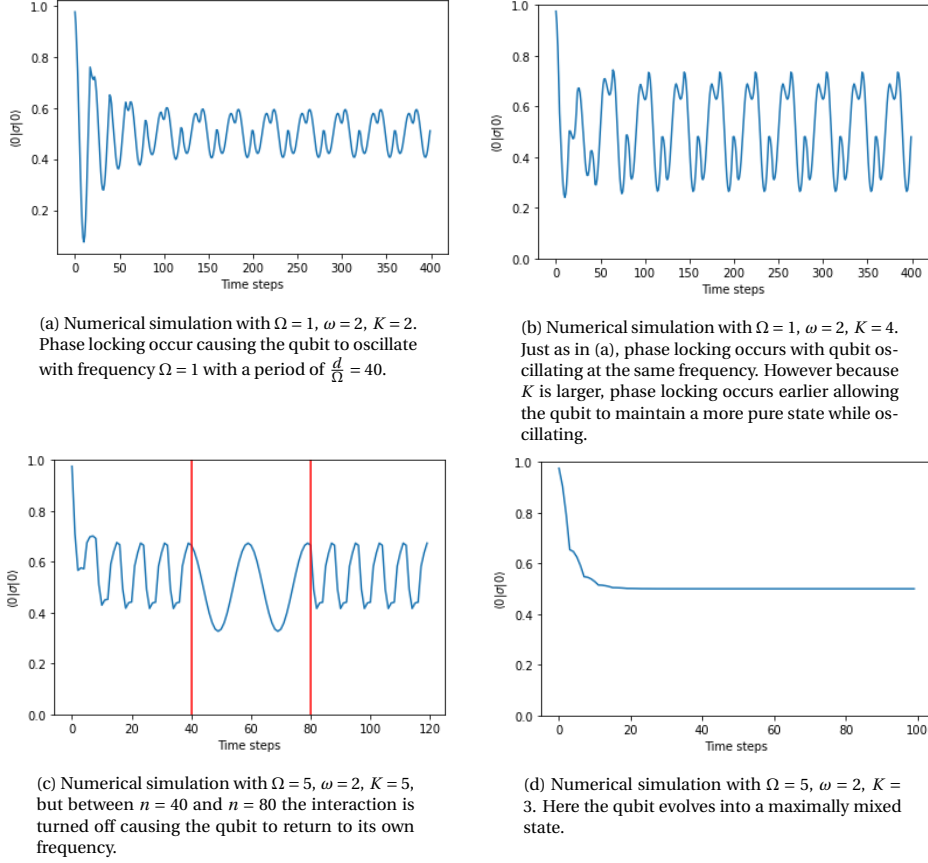 1.0
0.8
0.6
0.4
0.2
⟨0|σ|0⟩
0 50 100 150 200 250 300 350 400
Time steps
(a) Numerical simulation with Ω = 1, ω = 2, K = 2.
Phase locking occur causing the qubit to oscillate
with frequency Ω = 1 with a period of d/Ω = 40.
1.0
0.8
0.6
0.4
0.2
0.0
⟨0|σ|0⟩
0 50 100 150 200 250 300 350 400
Time steps
(b) Numerical simulation with Ω = 1, ω = 2, K = 4.
Just as in (a), phase locking occurs with qubit os-
cillating at the same frequency. However because
K is larger, phase locking occurs earlier allowing
the qubit to maintain a more pure state while os-
cillating.
1.0
0.8
0.6
0.4
0.2
0.0
⟨0|σ|0⟩
0 20 40 60 80 100 120
Time steps
(c) Numerical simulation with Ω = 5, ω = 2, K = 5,
but between n = 40 and n = 80 the interaction is
turned off causing the qubit to return to its own
frequency.
1.0
0.8
0.6
0.4
0.2
0.0
⟨0|σ|0⟩
0 20 40 60 80 100
Time steps
(d) Numerical simulation with Ω = 5, ω = 2, K =
3. Here the qubit evolves into a maximally mixed
state.